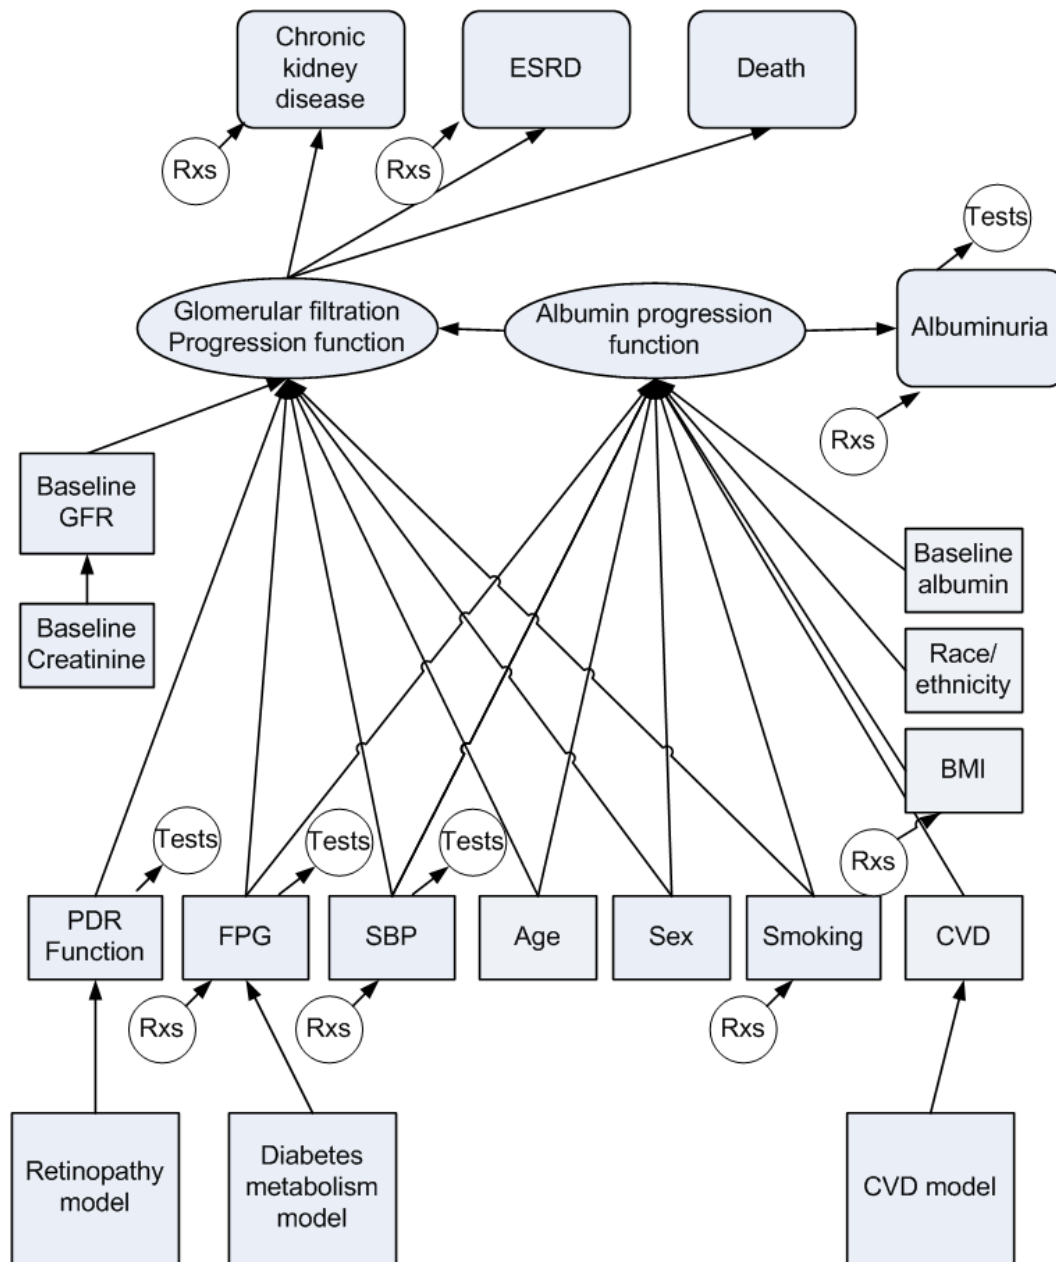 Chronic
kidney
disease
ESRD
Death
Rxs
Rxs
Tests
Glomerular filtration
Progression function
Albumin progression
function
Albuminuria
Rxs
Baseline
GFR
Baseline
albumin
Baseline
Creatinine
Race/
ethnicity
BMI
Tests
Tests
Tests
Rxs
PDR
Function
FPG
SBP
Age
Sex
Smoking
CVD
Rxs
Rxs
Rxs
Retinopathy
model
Diabetes
metabolism
model
CVD model